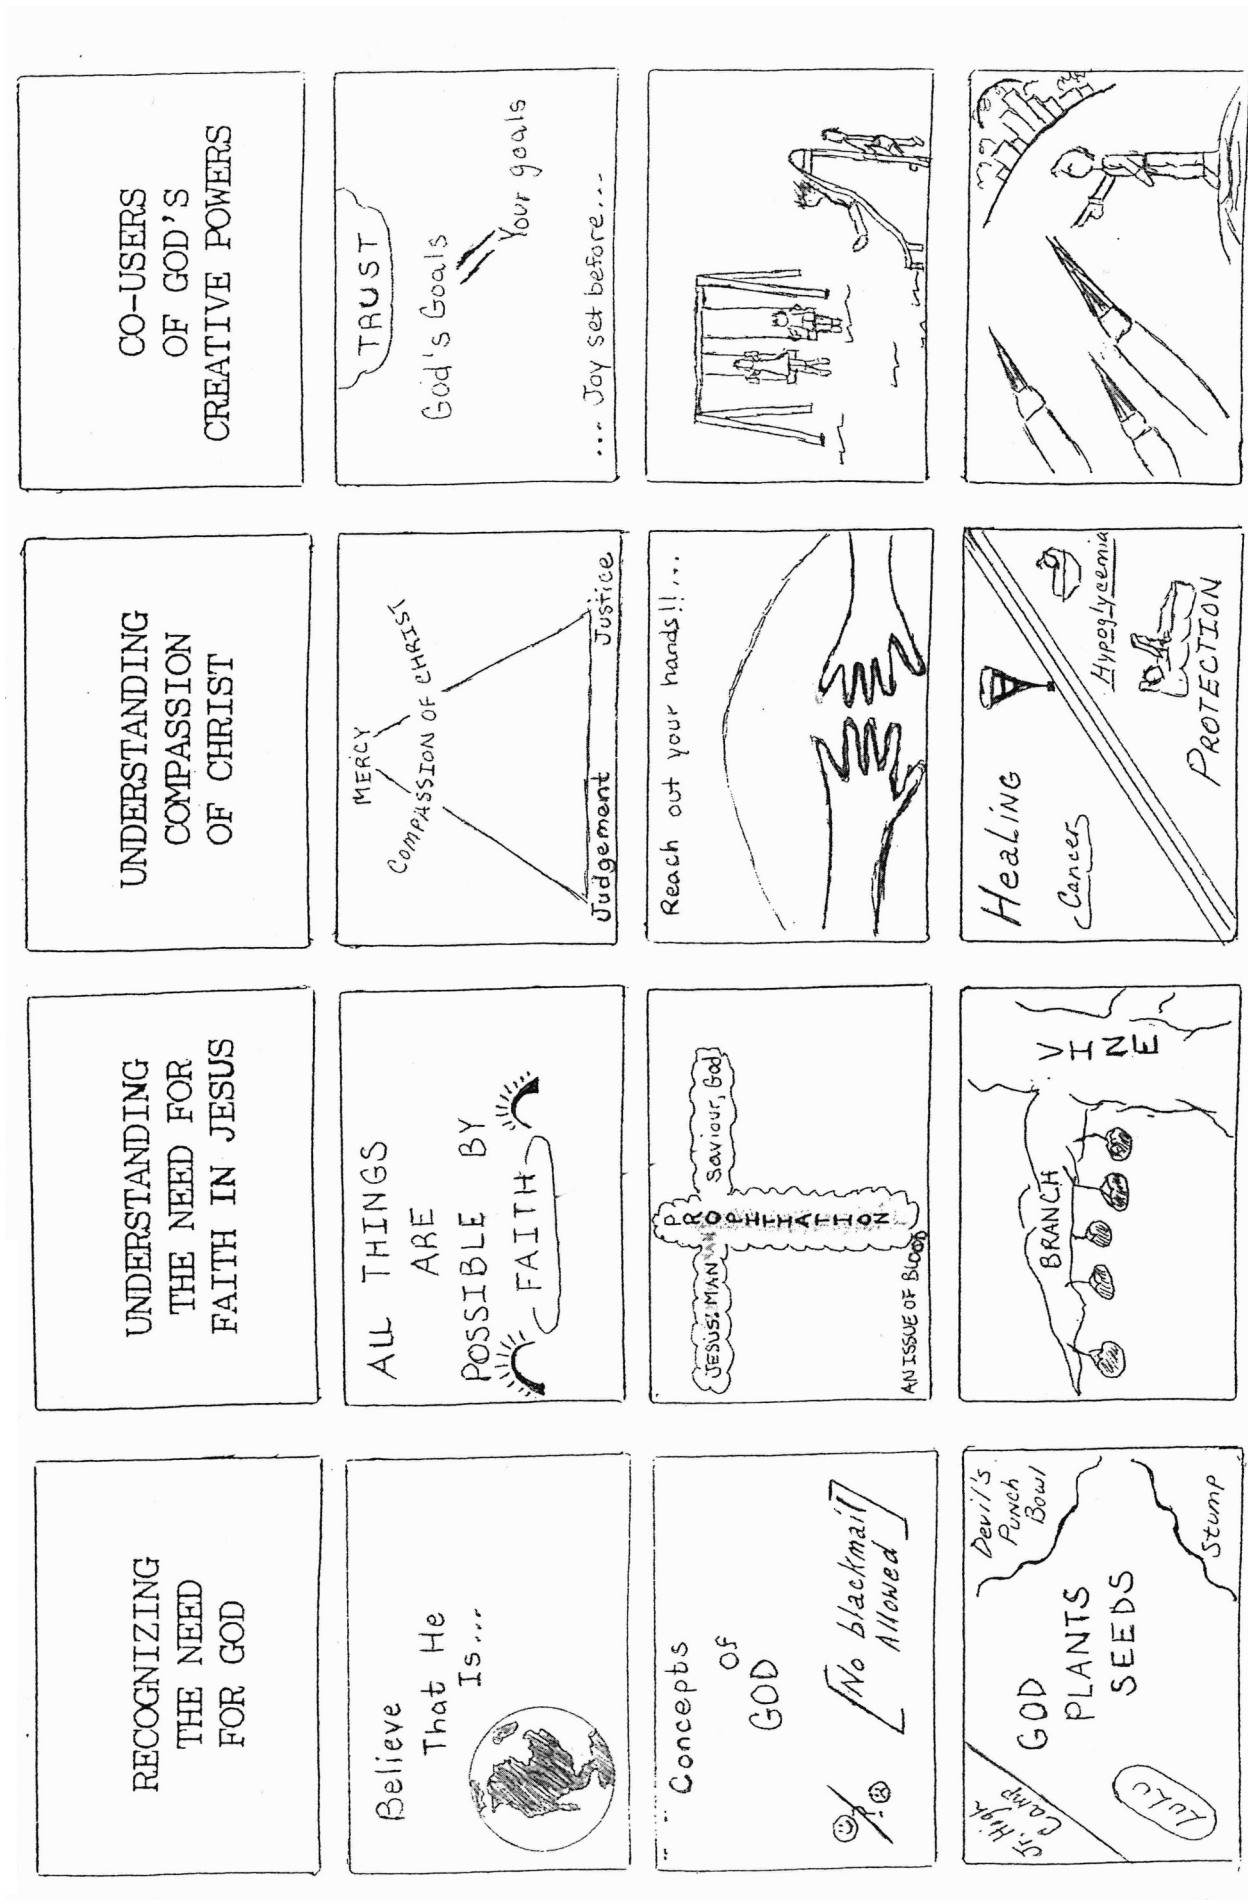 RECOGNIZING
THE NEED
FOR GOD
Believe
That He
Is...
Concepts
of
GOD
No blackmail
Allowed
Jr. High
Camp
Devil's
Punch
Bowl
GOD
PLANTS
SEEDS
LuLu
Stump
UNDERSTANDING
THE NEED FOR
FAITH IN JESUS
ALL THINGS
ARE
POSSIBLE BY
FAITH
PROPITIATION
JESUS: MAN
Saviour, God
AN ISSUE OF BLOOD
BRANCH
VINE
UNDERSTANDING
COMPASSION
OF CHRIST
MERCY
COMPASSION OF CHRIST
Judgement
Justice
Reach out your hands!!...
Healing
Cancer
Hypoglycemia
PROTECTION
CO-USERS
OF GOD'S
CREATIVE POWERS
TRUST
God's Goals
Your goals
... Joy set before...